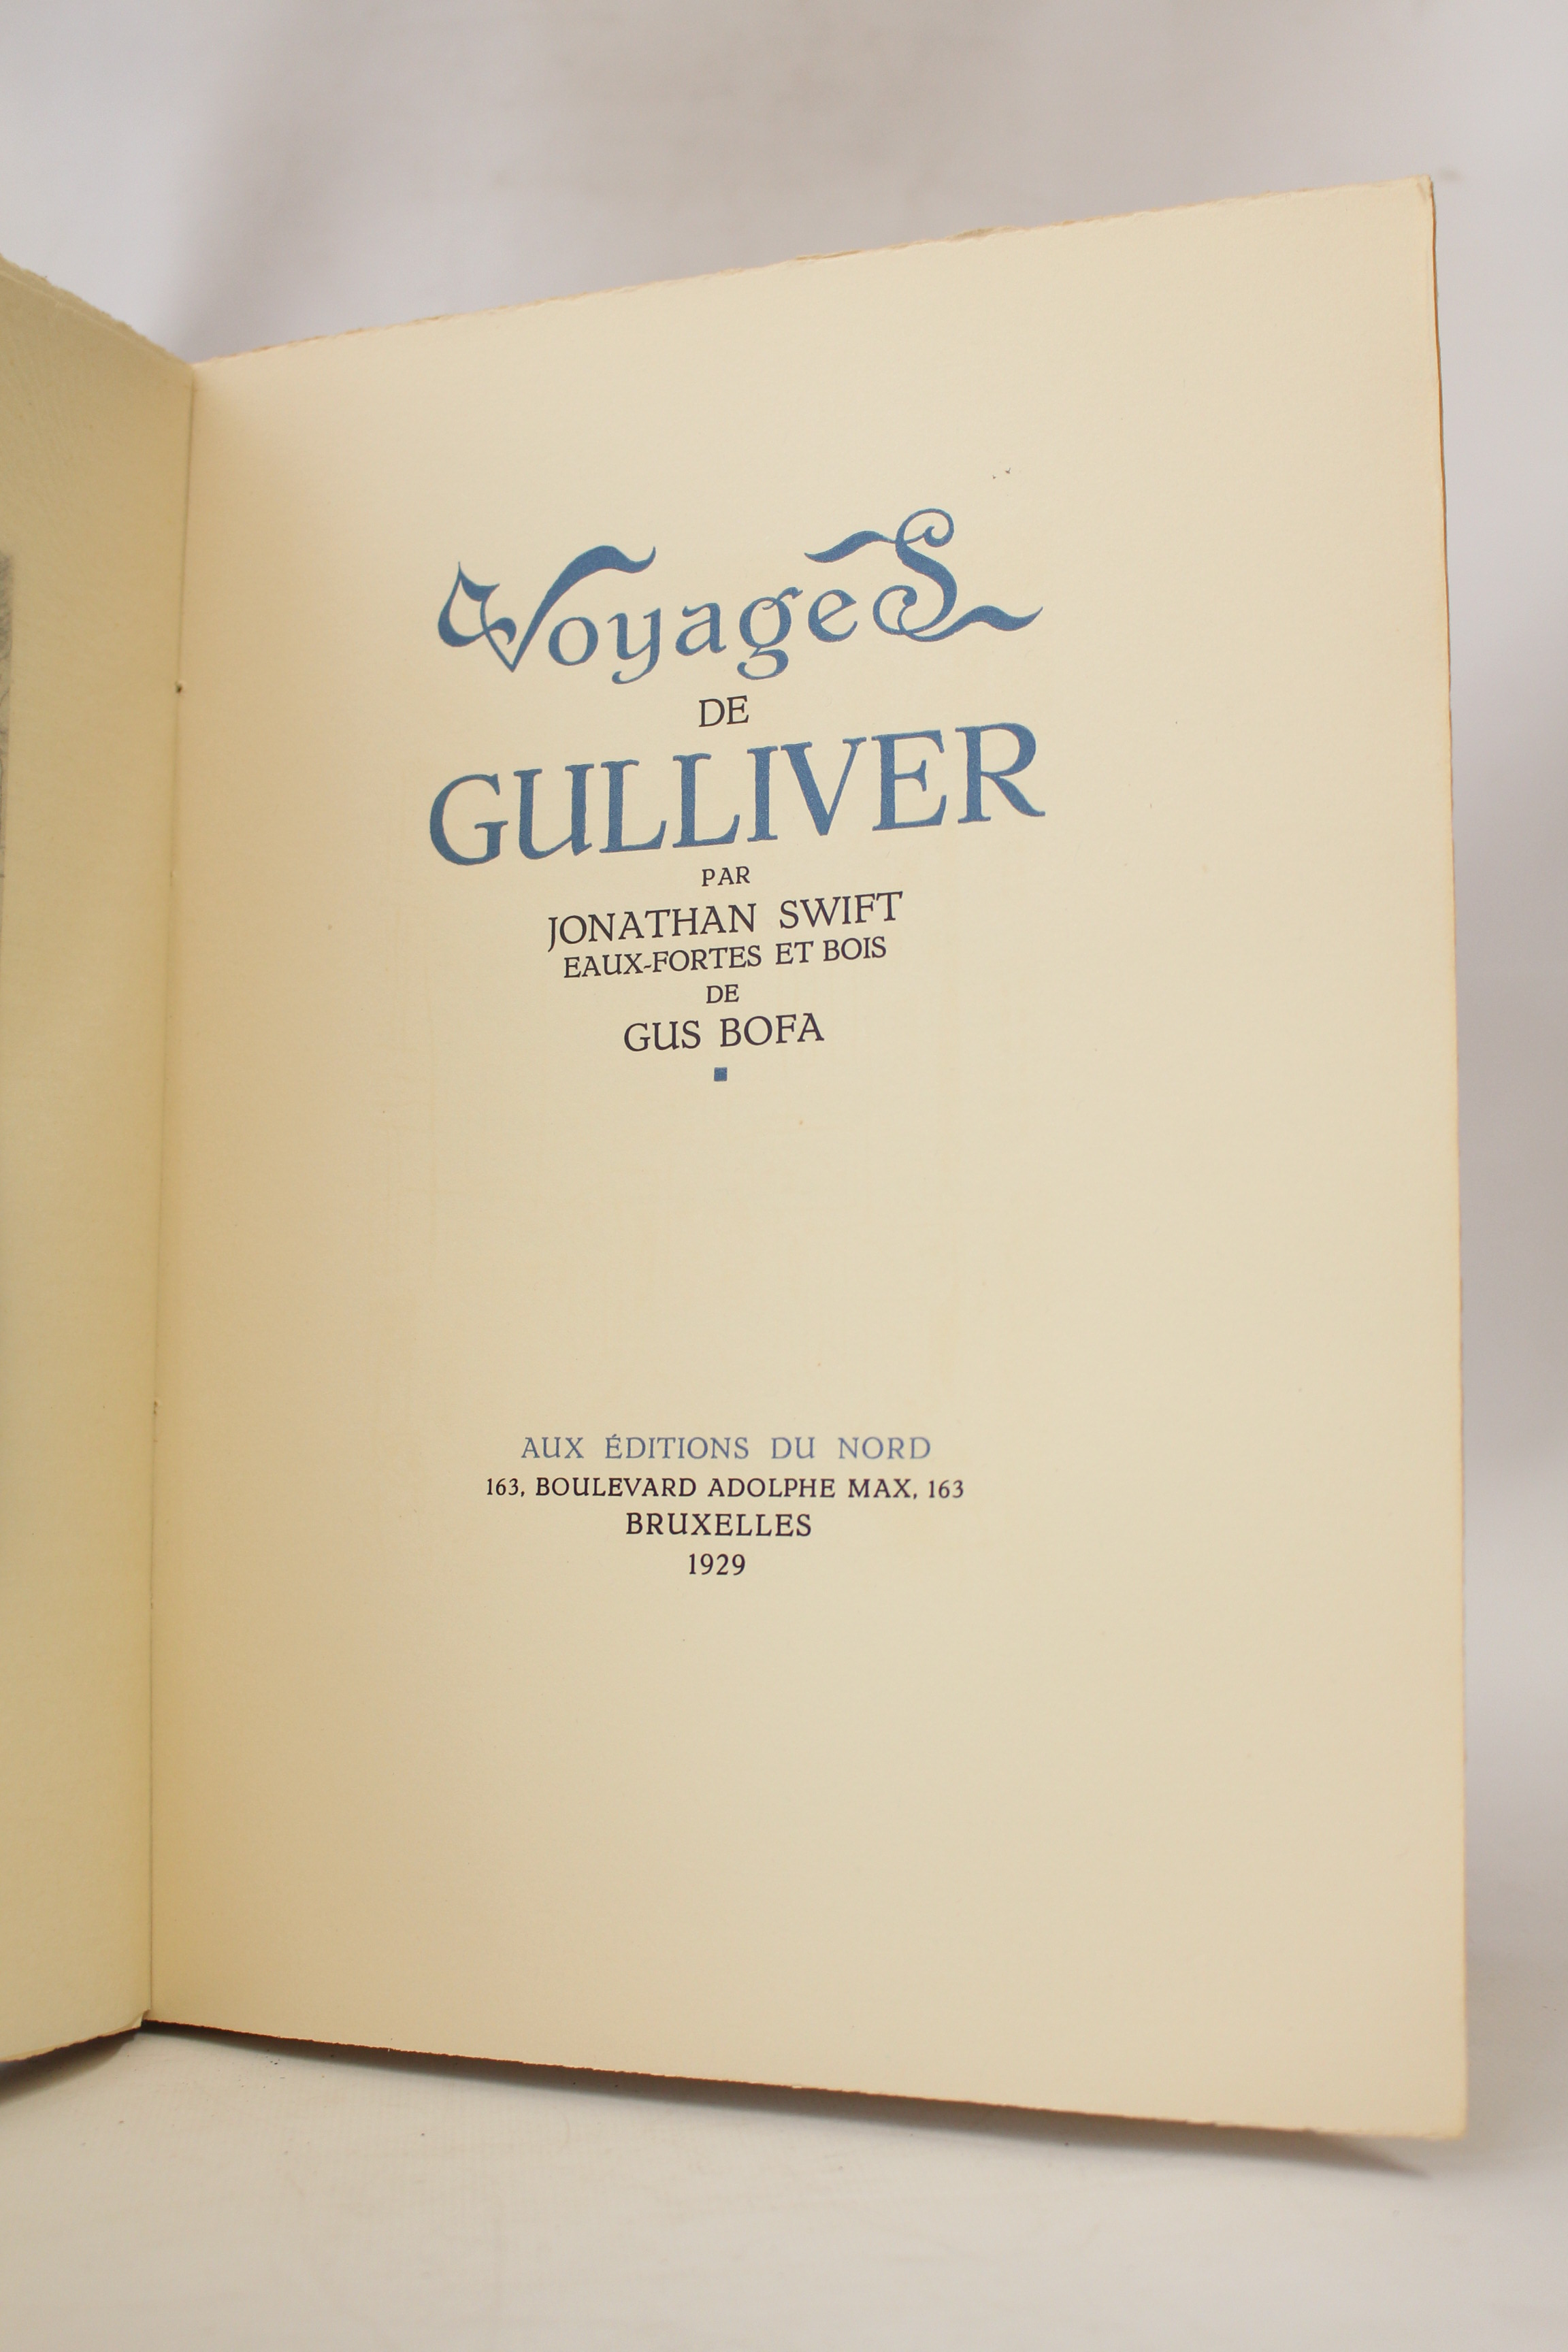 VoyageS
DE
GULLIVER
PAR
JONATHAN SWIFT
EAUX-FORTES ET BOIS
DE
GUS BOFA
AUX ÉDITIONS DU NORD
163, BOULEVARD ADOLPHE MAX, 163
BRUXELLES
1929